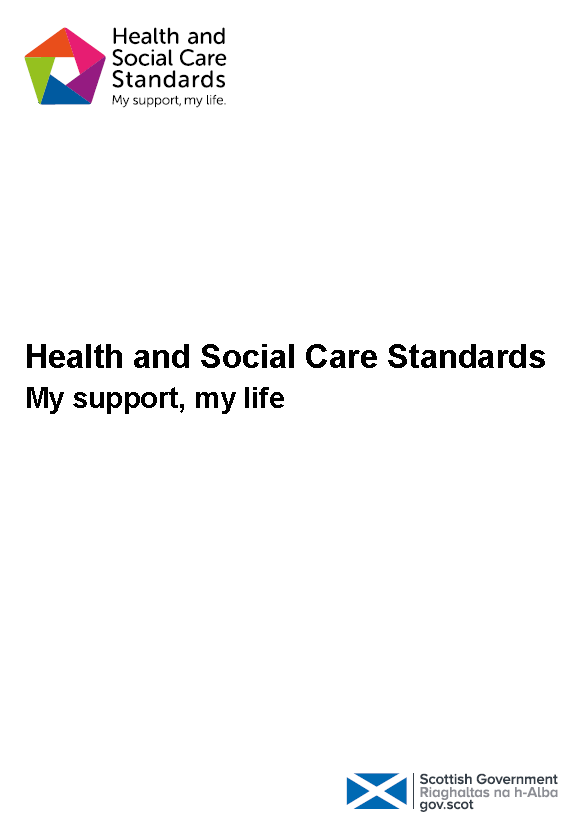 Health and
Social Care
Standards
My support, my life.
Health and Social Care Standards
My support, my life
Scottish Government
Riaghaltas na h-Alba
gov.scot